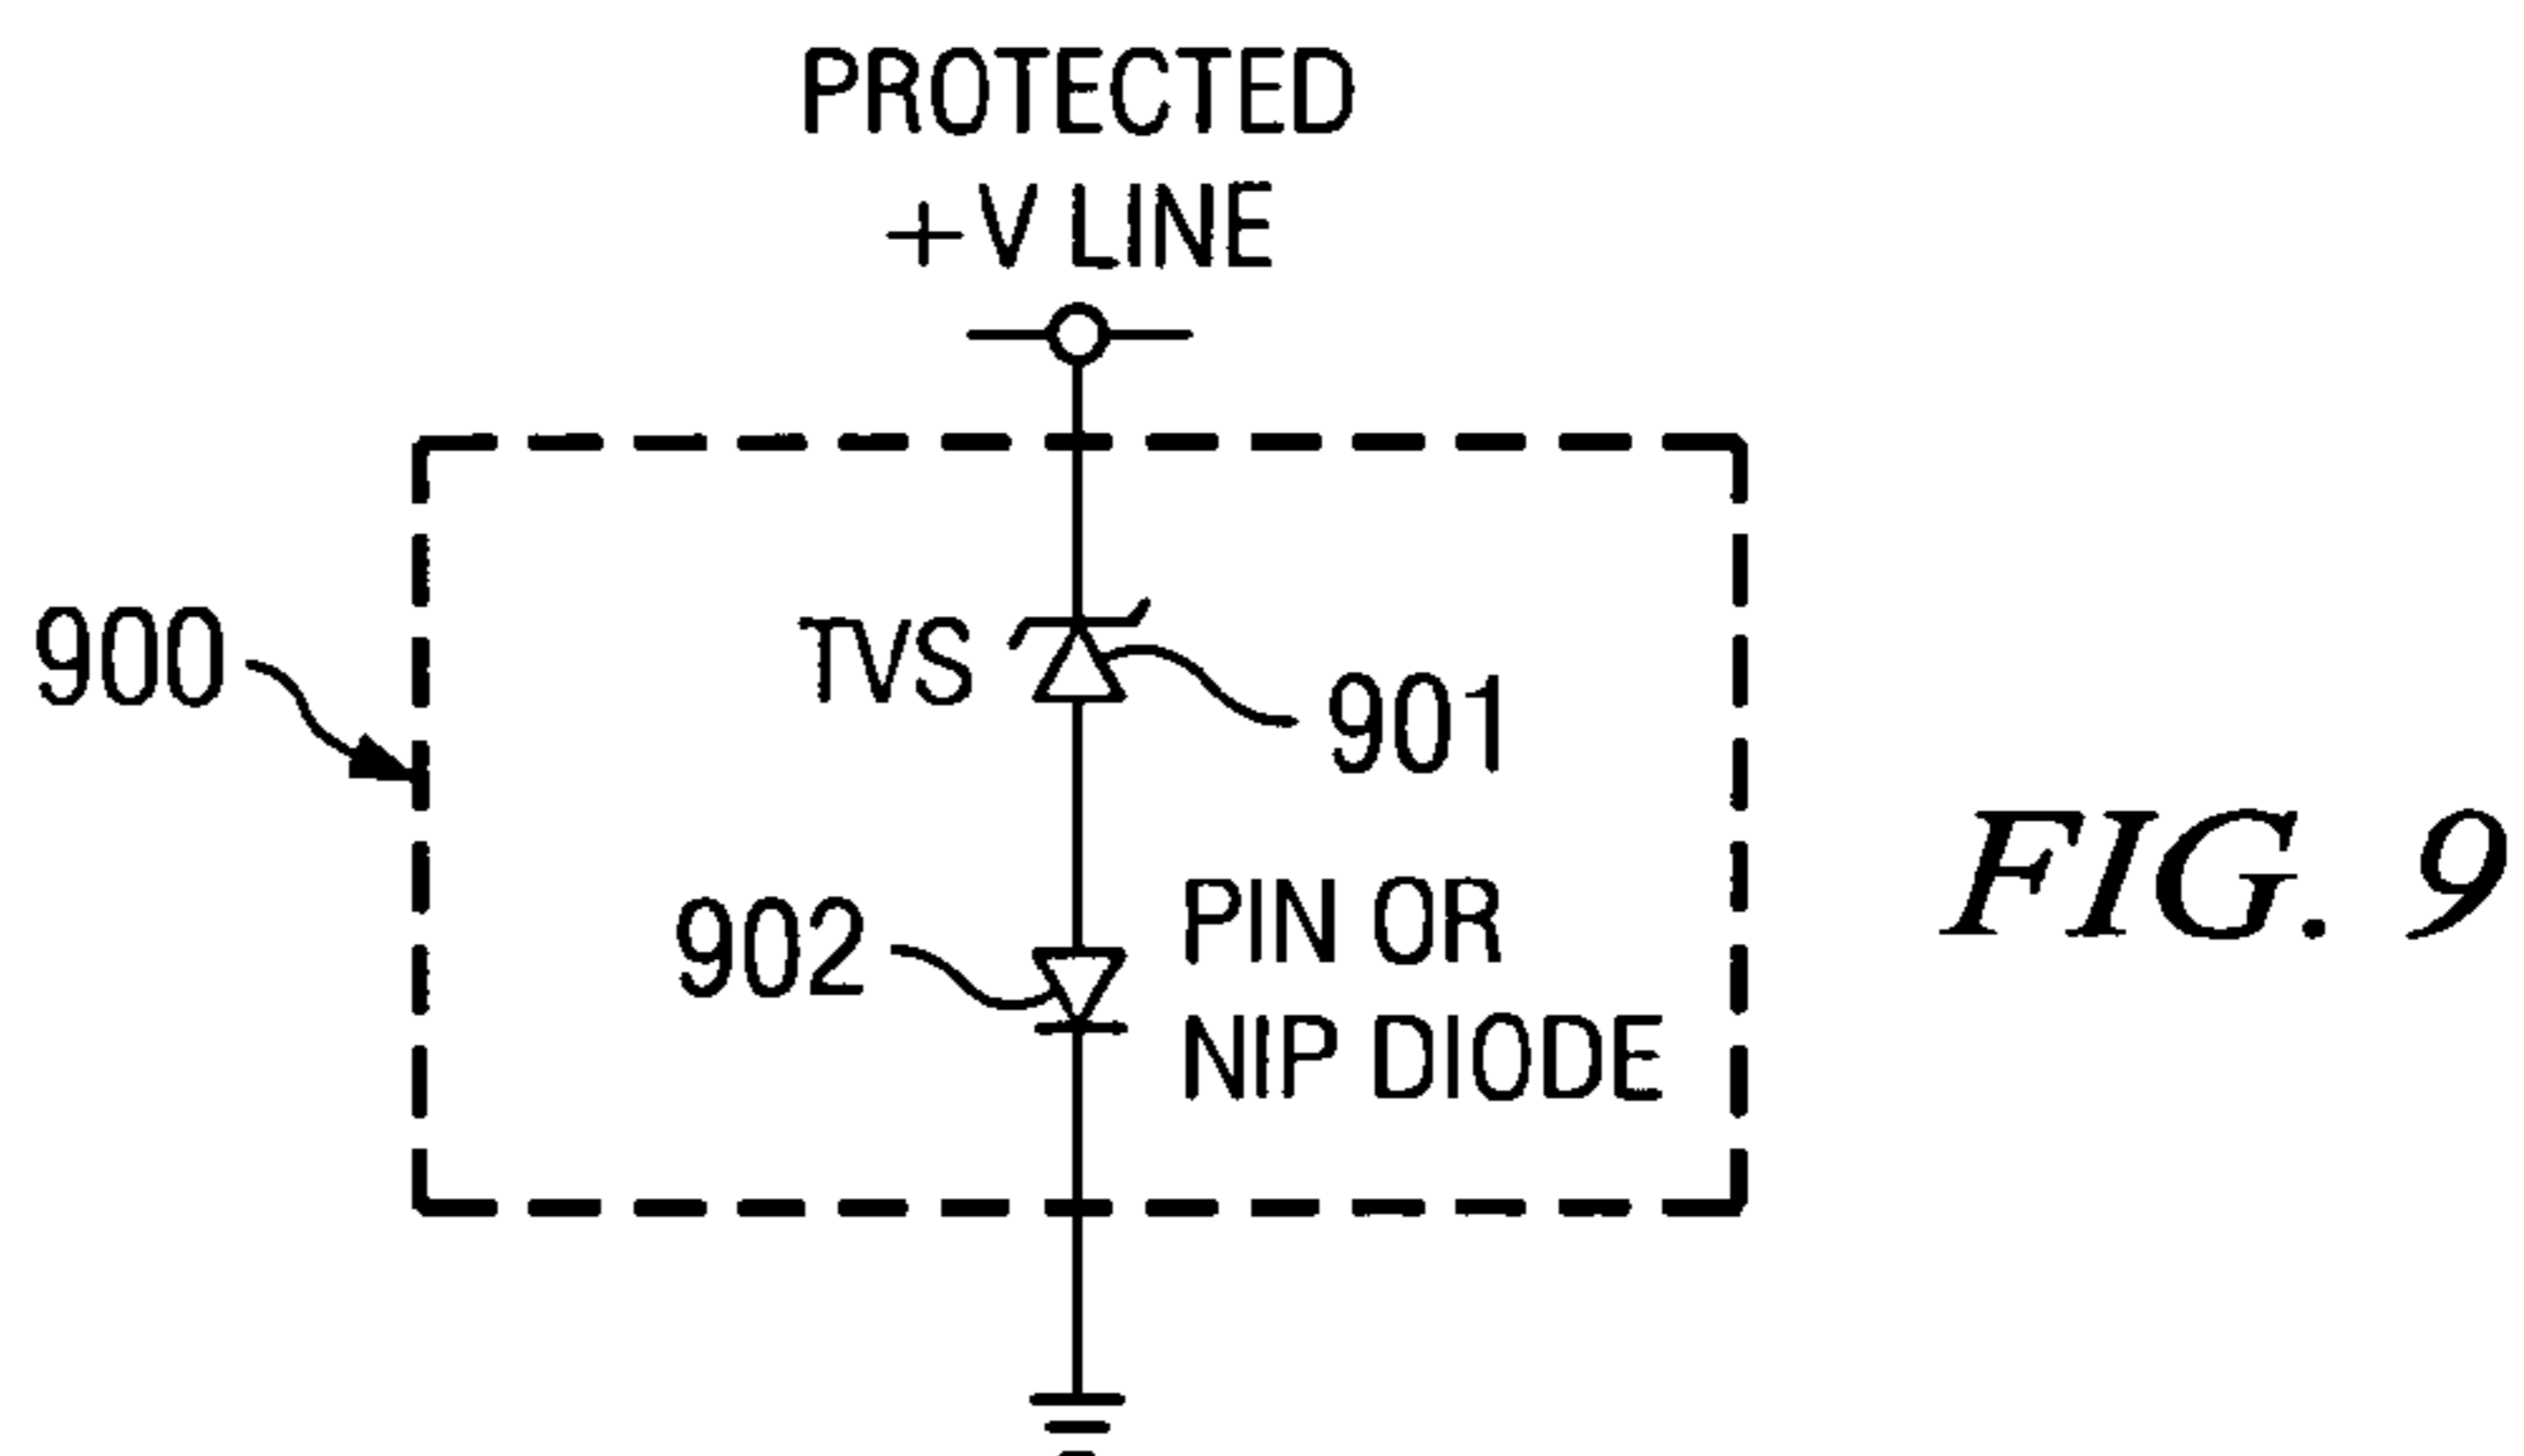 PROTECTED
+V LINE
900
TVS
901
902
PIN OR
NIP DIODE
FIG. 9